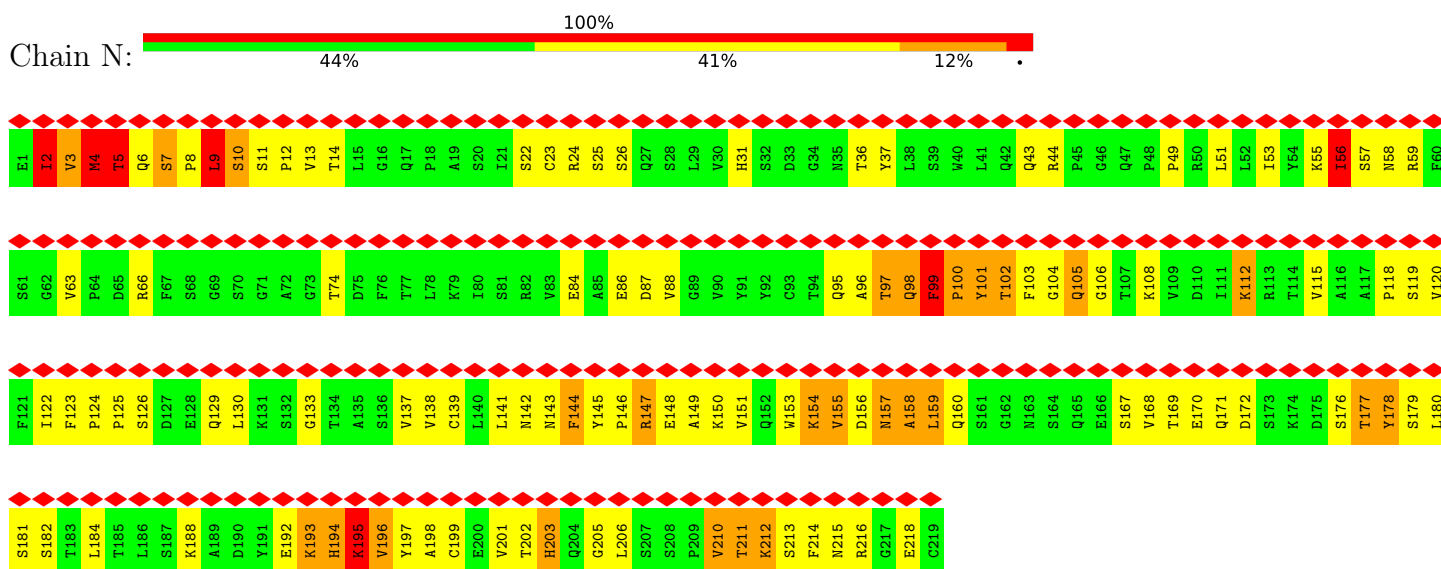 100%
Chain N:
44% 41% 12% •
E1 I2 V3 M4 T5 Q6 S7 P8 L9 S10 S11 P12 V13 T14 L15 G16 Q17 P18 A19 S20 I21 S22 C23 R24 S25 S26 Q27 S28 L29 V30 H31 S32 D33 G34 N35 T36 Y37 L38 S39 W40 L41 Q42 Q43 R44 P45 G46 Q47 P48 P49 R50 L51 L52 I53 Y54 K55 I56 S57 N58 R59 F60
S61 G62 V63 P64 D65 R66 F67 S68 G69 S70 G71 A72 G73 T74 D75 F76 T77 L78 K79 I80 S81 R82 V83 E84 A85 E86 D87 V88 G89 V90 Y91 Y92 C93 T94 Q95 A96 T97 Q98 F99 P100 Y101 T102 F103 G104 Q105 G106 T107 K108 V109 D110 I111 K112 R113 T114 V115 A116 A117 P118 S119 V120
F121 I122 F123 P124 P125 S126 D127 E128 Q129 L130 K131 S132 G133 T134 A135 S136 V137 V138 C139 L140 L141 N142 N143 F144 Y145 P146 R147 E148 A149 K150 V151 Q152 W153 K154 V155 D156 N157 A158 L159 Q160 S161 G162 N163 S164 Q165 E166 S167 V168 T169 E170 Q171 D172 S173 K174 D175 S176 T177 Y178 S179 L180
S181 S182 T183 L184 T185 L186 S187 K188 A189 D190 Y191 E192 K193 H194 K195 V196 Y197 A198 C199 E200 V201 T202 H203 Q204 G205 L206 S207 S208 P209 V210 T211 K212 S213 F214 N215 R216 G217 E218 C219